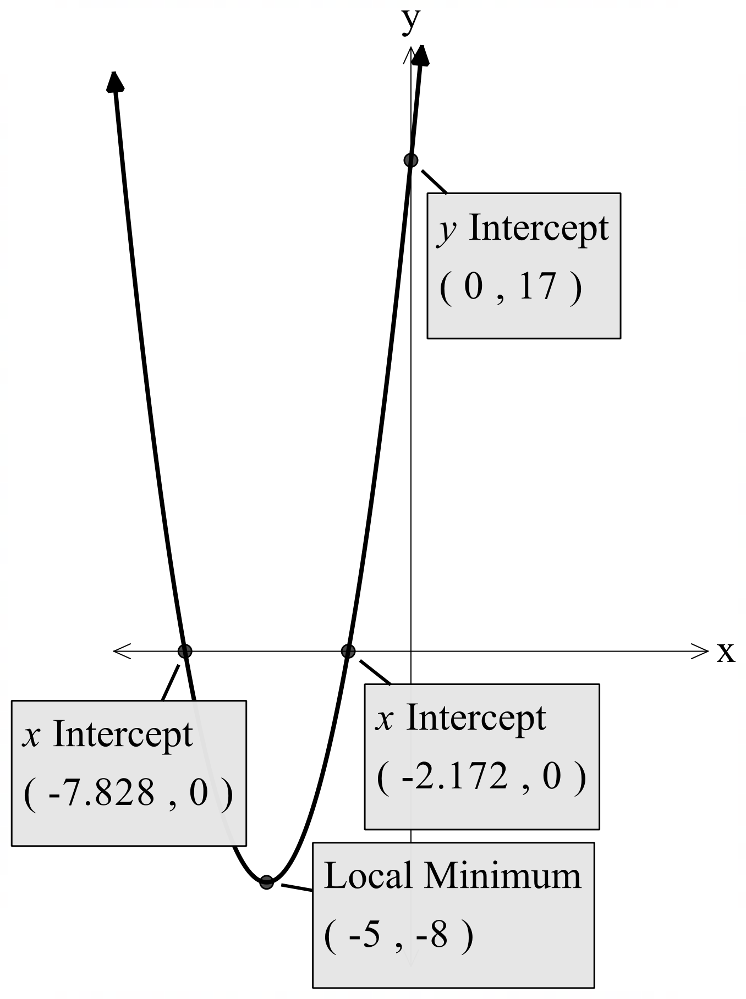 y
y Intercept
( 0 , 17 )
x
x Intercept
( -2.172 , 0 )
x Intercept
( -7.828 , 0 )
Local Minimum
( -5 , -8 )